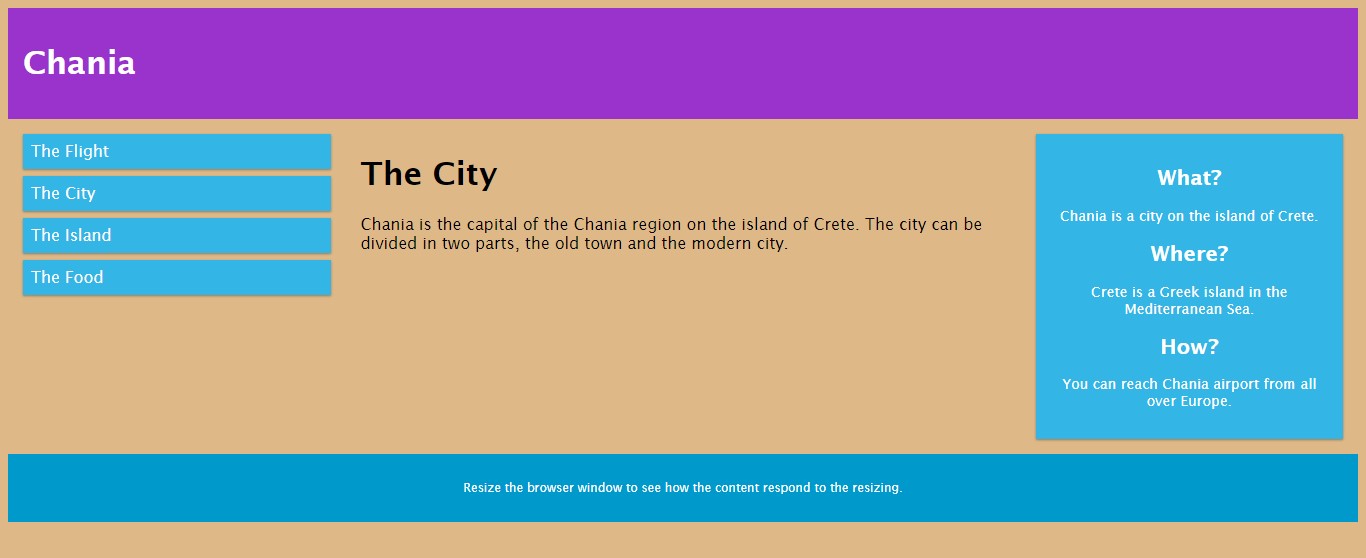 Chania
The Flight
The City
The Island
The Food
The City
Chania is the capital of the Chania region on the island of Crete. The city can be
divided in two parts, the old town and the modern city.
What?
Chania is a city on the island of Crete.
Where?
Crete is a Greek island in the
Mediterranean Sea.
How?
You can reach Chania airport from all
over Europe.
Resize the browser window to see how the content respond to the resizing.